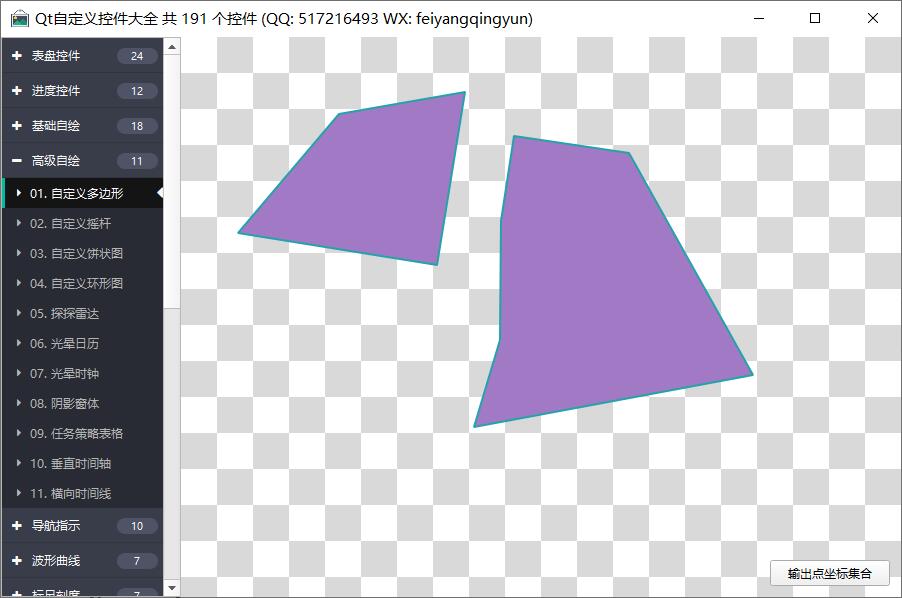 Qt自定义控件大全 共 191 个控件 (QQ: 517216493 WX: feiyangqingyun)
表盘控件 24
进度控件 12
基础自绘 18
高级自绘 11
01. 自定义多边形
02. 自定义摇杆
03. 自定义饼状图
04. 自定义环形图
05. 探探雷达
06. 光晕日历
07. 光晕时钟
08. 阴影窗体
09. 任务策略表格
10. 垂直时间轴
11. 横向时间线
导航指示 10
波形曲线 7
标尺刻度 7
输出点坐标集合